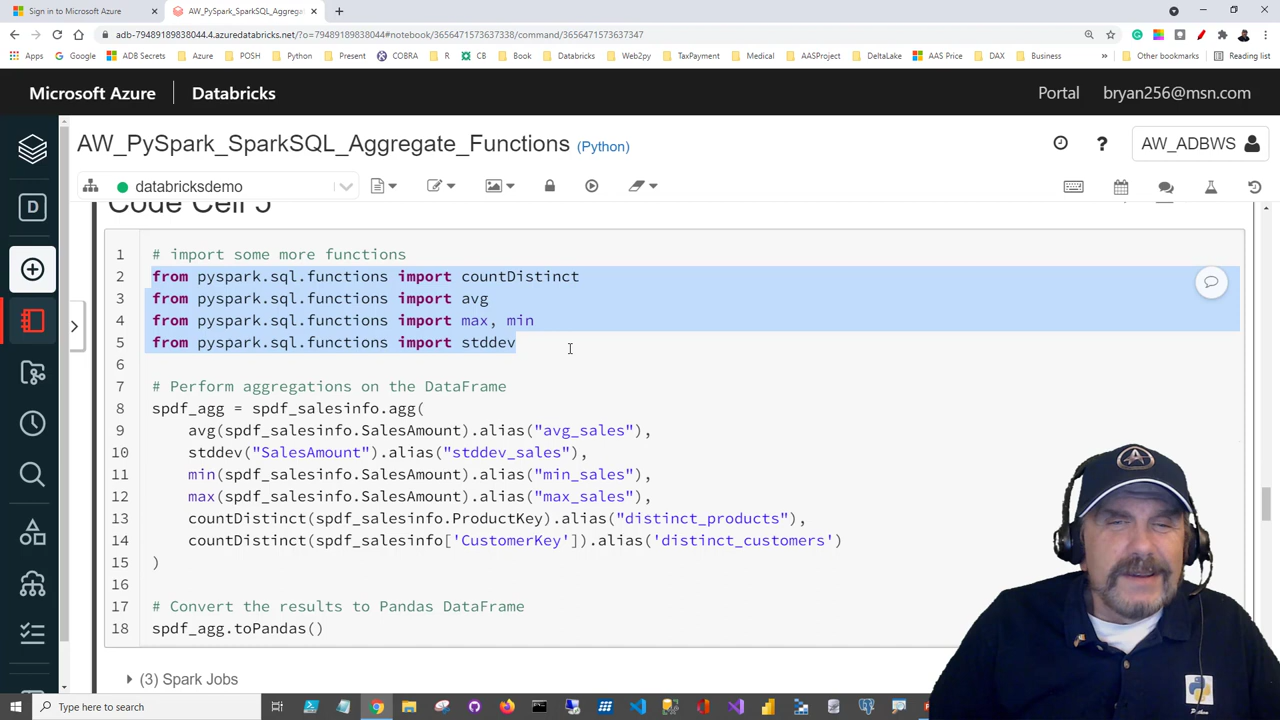 Sign in to Microsoft Azure
AW_PySpark_SparkSQL_Aggrega
adb-79489189838044.4.azuredatabricks.net/?o=79489189838044#notebook/3656471573637338/command/3656471573637347
Apps Google ADB Secrets Azure POSH Python Present COBRA R CB Book Databricks Web2py TaxPayment Medical AASProject DeltaLake AAS Price DAX Business » Other bookmarks Reading list
Microsoft Azure Databricks Portal bryan256@msn.com
AW_PySpark_SparkSQL_Aggregate_Functions (Python) ? AW_ADBWS
D databricksdemo
Code Cell 5
1 # import some more functions
2 from pyspark.sql.functions import countDistinct
3 from pyspark.sql.functions import avg
4 from pyspark.sql.functions import max, min
5 from pyspark.sql.functions import stddev
6
7 # Perform aggregations on the DataFrame
8 spdf_agg = spdf_salesinfo.agg(
9 avg(spdf_salesinfo.SalesAmount).alias("avg_sales"),
10 stddev("SalesAmount").alias("stddev_sales"),
11 min(spdf_salesinfo.SalesAmount).alias("min_sales"),
12 max(spdf_salesinfo.SalesAmount).alias("max_sales"),
13 countDistinct(spdf_salesinfo.ProductKey).alias("distinct_products"),
14 countDistinct(spdf_salesinfo['CustomerKey']).alias('distinct_customers')
15 )
16
17 # Convert the results to Pandas DataFrame
18 spdf_agg.toPandas()
(3) Spark Jobs
Type here to search